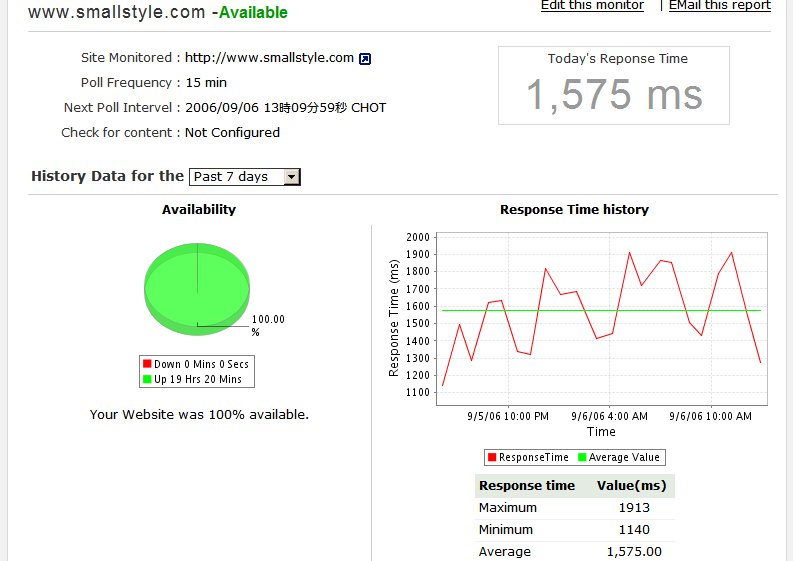 www.smallstyle.com -Available
Edit this monitor | EMail this report
Site Monitored : http://www.smallstyle.com
Poll Frequency : 15 min
Next Poll Intervel : 2006/09/06 13時09分59秒 CHOT
Check for content : Not Configured
Today's Reponse Time
1,575 ms
History Data for the Past 7 days
Availability
100.00
%
Down 0 Mins 0 Secs
Up 19 Hrs 20 Mins
Your Website was 100% available.
Response Time history
Response Time (ms)
2000
1900
1800
1700
1600
1500
1400
1300
1200
1100
9/5/06 10:00 PM 9/6/06 4:00 AM 9/6/06 10:00 AM
Time
ResponseTime Average Value
Response time Value(ms)
Maximum 1913
Minimum 1140
Average 1,575.00